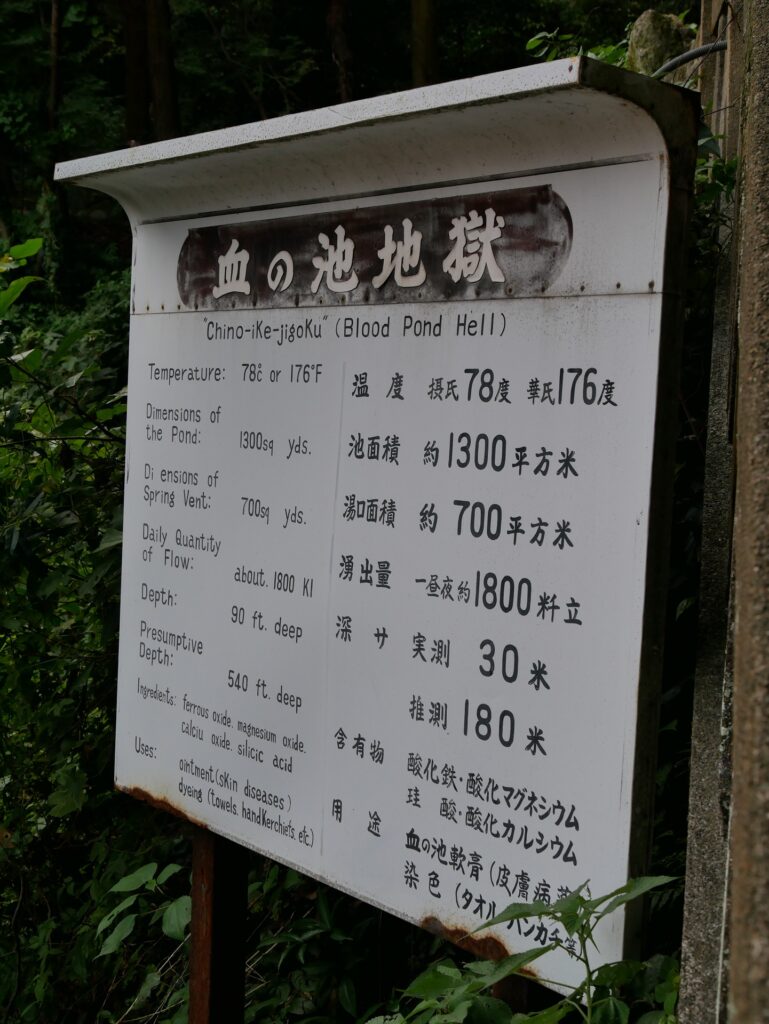 血の池地獄
"Chino-iKe-jigoKu" (Blood Pond Hell)
Temperature: 78℃ or 176°F
Dimensions of
the Pond:
1300sq yds.
Di ensions of
Spring Vent:
700sq yds.
Daily Quantity
of Flow:
about. 1800 Kl
Depth:
90 ft. deep
Presumptive
Depth:
540 ft. deep
Ingredients: ferrous oxide. magnesium oxide.
calciu oxide. silicic acid
Uses:
ointment(sKin diseases)
dyeing (towels. handKerchiefs. etc.)
温度 摂氏78度 華氏176度
池面積 約1300平方米
湯口面積 約700平方米
湧出量 一昼夜約1800粁立
深サ 実測 30米
推測 180米
含有物 酸化鉄・酸化マグネシウム
珪酸・酸化カルシウム
用途 血の池軟膏(皮膚病薬)
染色(タオル ハンカチ等